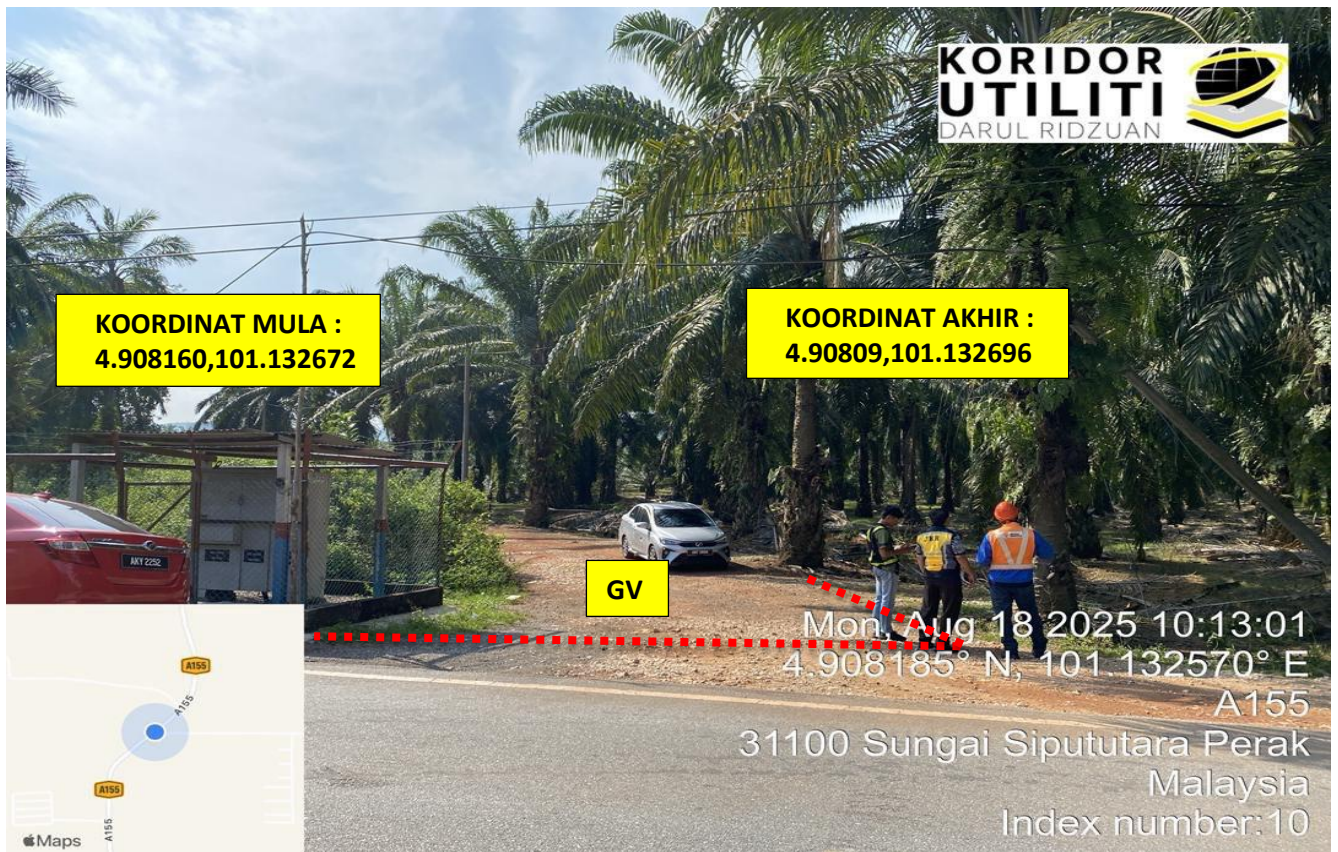 KORIDOR
UTILITI
DARUL RIDZUAN
KOORDINAT MULA :
4.908160,101.132672
KOORDINAT AKHIR :
4.90809,101.132696
AKY 2252
GV
Mon, Aug 18 2025 10:13:01
4.908185° N, 101.132570° E
A155
31100 Sungai Sipututara Perak
Malaysia
Index number:10
A155
A155
A155
A155
Maps